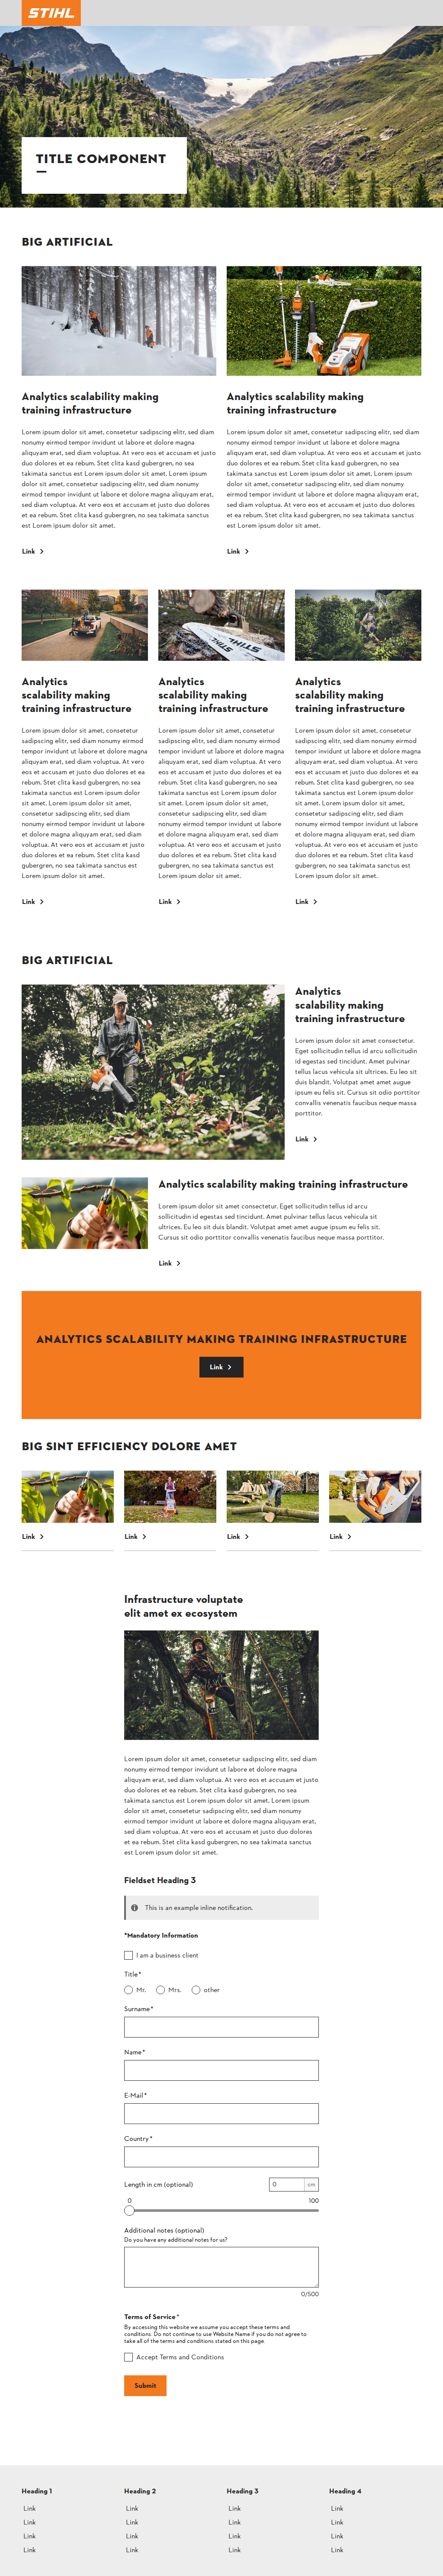 STIHL
TITLE COMPONENT
BIG ARTIFICIAL
Analytics scalability making
training infrastructure
Lorem ipsum dolor sit amet, consetetur sadipscing elitr, sed diam
nonumy eirmod tempor invidunt ut labore et dolore magna
aliquyam erat, sed diam voluptua. At vero eos et accusam et justo
duo dolores et ea rebum. Stet clita kasd gubergren, no sea
takimata sanctus est Lorem ipsum dolor sit amet. Lorem ipsum
dolor sit amet, consetetur sadipscing elitr, sed diam nonumy
eirmod tempor invidunt ut labore et dolore magna aliquyam erat,
sed diam voluptua. At vero eos et accusam et justo duo dolores
et ea rebum. Stet clita kasd gubergren, no sea takimata sanctus
est Lorem ipsum dolor sit amet.
Link
Analytics scalability making
training infrastructure
Lorem ipsum dolor sit amet, consetetur sadipscing elitr, sed diam
nonumy eirmod tempor invidunt ut labore et dolore magna
aliquyam erat, sed diam voluptua. At vero eos et accusam et justo
duo dolores et ea rebum. Stet clita kasd gubergren, no sea
takimata sanctus est Lorem ipsum dolor sit amet. Lorem ipsum
dolor sit amet, consetetur sadipscing elitr, sed diam nonumy
eirmod tempor invidunt ut labore et dolore magna aliquyam erat,
sed diam voluptua. At vero eos et accusam et justo duo dolores
et ea rebum. Stet clita kasd gubergren, no sea takimata sanctus
est Lorem ipsum dolor sit amet.
Link
STIHL
Analytics
scalability making
training infrastructure
Lorem ipsum dolor sit amet, consetetur
sadipscing elitr, sed diam nonumy eirmod
tempor invidunt ut labore et dolore magna
aliquyam erat, sed diam voluptua. At vero
eos et accusam et justo duo dolores et ea
rebum. Stet clita kasd gubergren, no sea
takimata sanctus est Lorem ipsum dolor
sit amet. Lorem ipsum dolor sit amet,
consetetur sadipscing elitr, sed diam
nonumy eirmod tempor invidunt ut labore
et dolore magna aliquyam erat, sed diam
voluptua. At vero eos et accusam et justo
duo dolores et ea rebum. Stet clita kasd
gubergren, no sea takimata sanctus est
Lorem ipsum dolor sit amet.
Link
Analytics
scalability making
training infrastructure
Lorem ipsum dolor sit amet, consetetur
sadipscing elitr, sed diam nonumy eirmod
tempor invidunt ut labore et dolore magna
aliquyam erat, sed diam voluptua. At vero
eos et accusam et justo duo dolores et ea
rebum. Stet clita kasd gubergren, no sea
takimata sanctus est Lorem ipsum dolor
sit amet. Lorem ipsum dolor sit amet,
consetetur sadipscing elitr, sed diam
nonumy eirmod tempor invidunt ut labore
et dolore magna aliquyam erat, sed diam
voluptua. At vero eos et accusam et justo
duo dolores et ea rebum. Stet clita kasd
gubergren, no sea takimata sanctus est
Lorem ipsum dolor sit amet.
Link
Analytics
scalability making
training infrastructure
Lorem ipsum dolor sit amet, consetetur
sadipscing elitr, sed diam nonumy eirmod
tempor invidunt ut labore et dolore magna
aliquyam erat, sed diam voluptua. At vero
eos et accusam et justo duo dolores et ea
rebum. Stet clita kasd gubergren, no sea
takimata sanctus est Lorem ipsum dolor
sit amet. Lorem ipsum dolor sit amet,
consetetur sadipscing elitr, sed diam
nonumy eirmod tempor invidunt ut labore
et dolore magna aliquyam erat, sed diam
voluptua. At vero eos et accusam et justo
duo dolores et ea rebum. Stet clita kasd
gubergren, no sea takimata sanctus est
Lorem ipsum dolor sit amet.
Link
BIG ARTIFICIAL
Analytics
scalability making
training infrastructure
Lorem ipsum dolor sit amet consectetur.
Eget sollicitudin tellus id arcu sollicitudin
id egestas sed tincidunt. Amet pulvinar
tellus lacus vehicula sit ultrices. Eu leo sit
duis blandit. Volutpat amet amet augue
ipsum eu felis sit. Cursus sit odio porttitor
convallis venenatis faucibus neque massa
porttitor.
Link
Analytics scalability making training infrastructure
Lorem ipsum dolor sit amet consectetur. Eget sollicitudin tellus id arcu
sollicitudin id egestas sed tincidunt. Amet pulvinar tellus lacus vehicula sit
ultrices. Eu leo sit duis blandit. Volutpat amet amet augue ipsum eu felis sit.
Cursus sit odio porttitor convallis venenatis faucibus neque massa porttitor.
Link
ANALYTICS SCALABILITY MAKING TRAINING INFRASTRUCTURE
Link
BIG SINT EFFICIENCY DOLORE AMET
Link
Link
Link
Link
Infrastructure voluptate
elit amet ex ecosystem
Lorem ipsum dolor sit amet, consetetur sadipscing elitr, sed diam
nonumy eirmod tempor invidunt ut labore et dolore magna
aliquyam erat, sed diam voluptua. At vero eos et accusam et justo
duo dolores et ea rebum. Stet clita kasd gubergren, no sea
takimata sanctus est Lorem ipsum dolor sit amet. Lorem ipsum
dolor sit amet, consetetur sadipscing elitr, sed diam nonumy
eirmod tempor invidunt ut labore et dolore magna aliquyam erat,
sed diam voluptua. At vero eos et accusam et justo duo dolores
et ea rebum. Stet clita kasd gubergren, no sea takimata sanctus
est Lorem ipsum dolor sit amet.
Fieldset Heading 3
This is an example inline notification.
*Mandatory Information
I am a business client
Title*
Mr. Mrs. other
Surname*
Name*
E-Mail*
Country*
Length in cm (optional) 0 cm
0 100
Additional notes (optional)
Do you have any additional notes for us?
0/500
Terms of Service*
By accessing this website we assume you accept these terms and
conditions. Do not continue to use Website Name if you do not agree to
take all of the terms and conditions stated on this page.
Accept Terms and Conditions
Submit
Heading 1
Link
Link
Link
Link
Heading 2
Link
Link
Link
Link
Heading 3
Link
Link
Link
Link
Heading 4
Link
Link
Link
Link